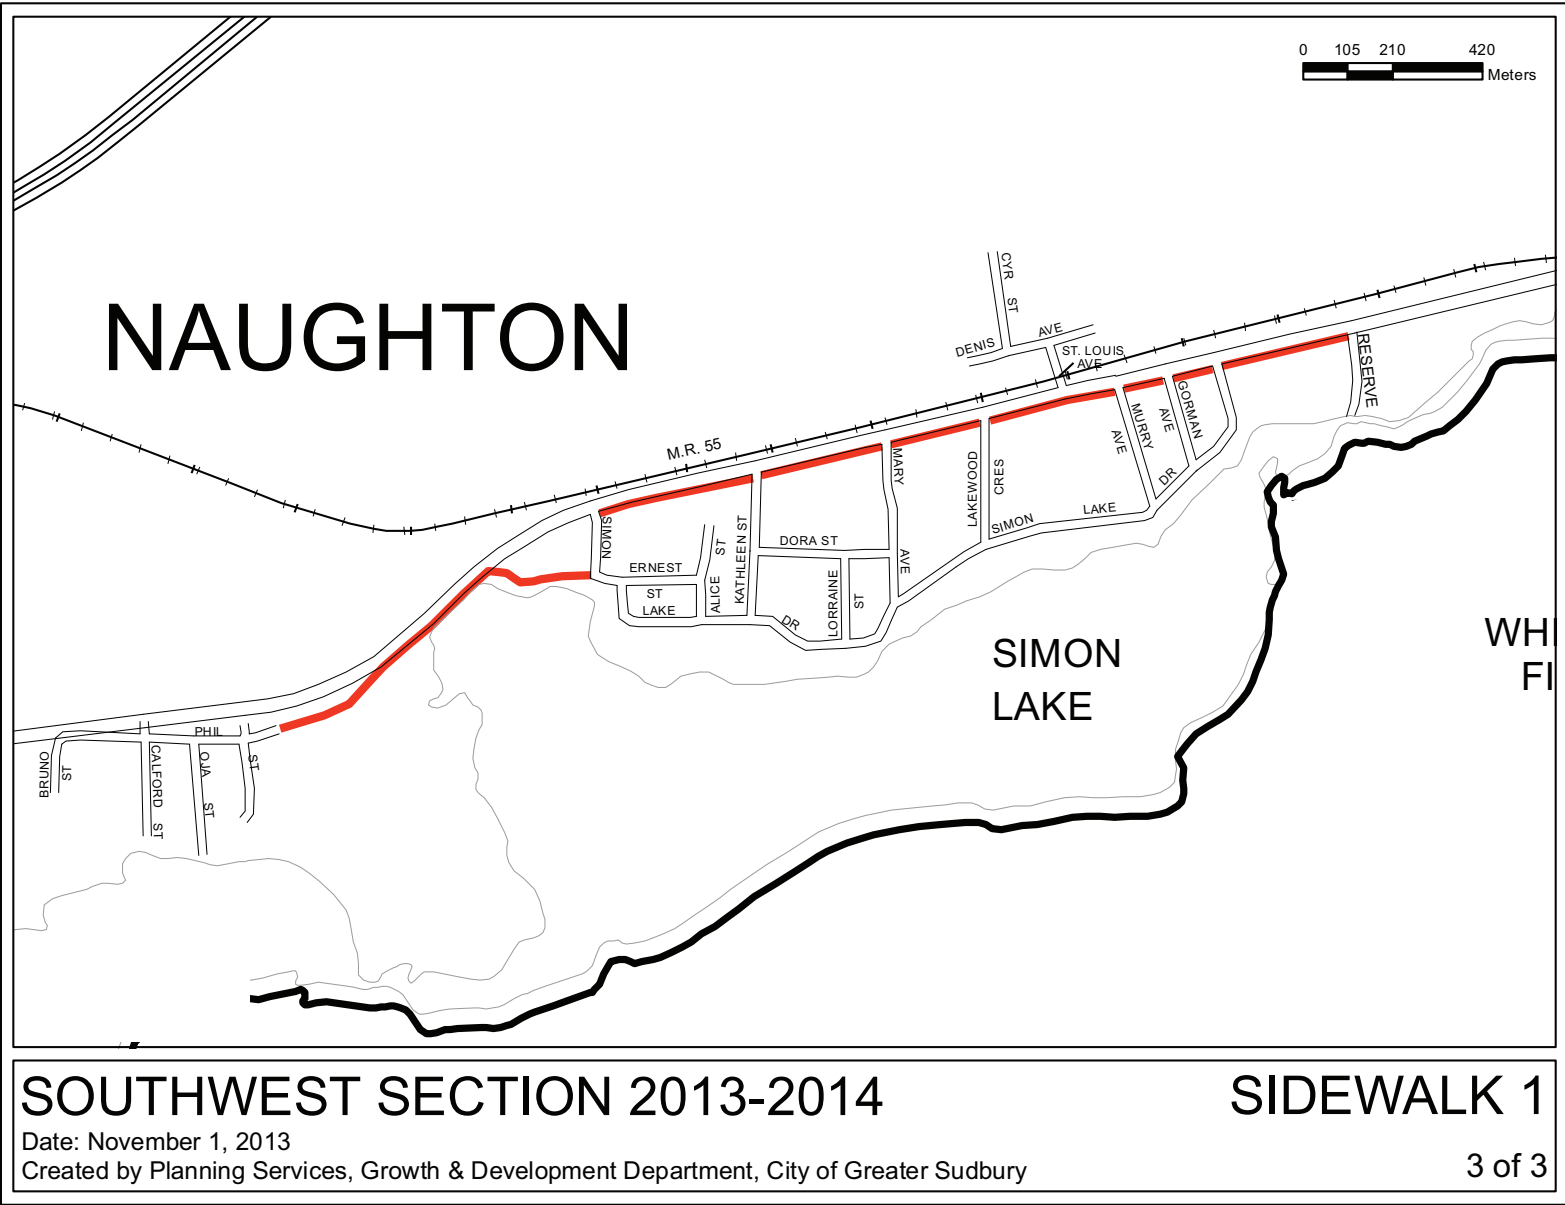 0 105 210 420
Meters
NAUGHTON
CYR ST
DENIS AVE
ST. LOUIS
AVE
RESERVE
M.R. 55
GORMAN
AVE
MURRY
AVE
MARY
AVE
LAKEWOOD
CRES
SIMON
KATHLEEN ST
ALICE ST
ERNEST
ST
LAKE
DORA ST
LORRAINE
ST
DR
SIMON LAKE DR
SIMON
LAKE
WHI
FI
PHIL
ST
BRUNO
ST
CALFORD ST
OJA ST
SOUTHWEST SECTION 2013-2014
SIDEWALK 1
Date: November 1, 2013
Created by Planning Services, Growth & Development Department, City of Greater Sudbury
3 of 3